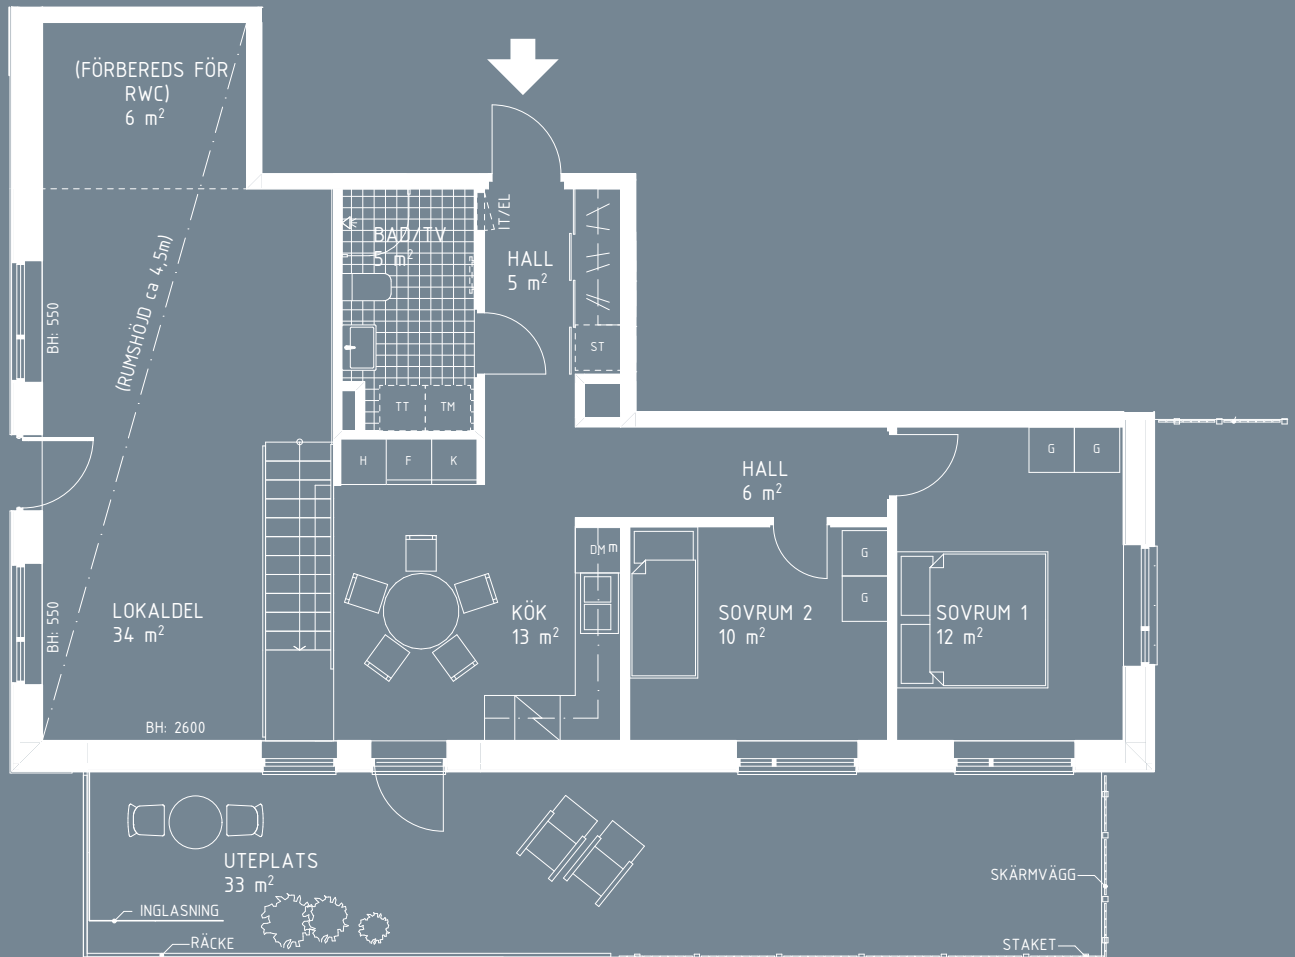 (FÖRBEREDS FÖR
RWC)
6 m²
(RUMSHÖJD ca 4,5m)
BH: 550
BH: 550
LOKALDEL
34 m²
BH: 2600
BAD/TV
5 m²
IT/EL
HALL
5 m²
ST
TT
TM
H
F
K
HALL
6 m²
G
G
DM
m
KÖK
13 m²
SOVRUM 2
10 m²
G
G
SOVRUM 1
12 m²
UTEPLATS
33 m²
INGLASNING
RÄCKE
SKÄRMVÄGG
STAKET